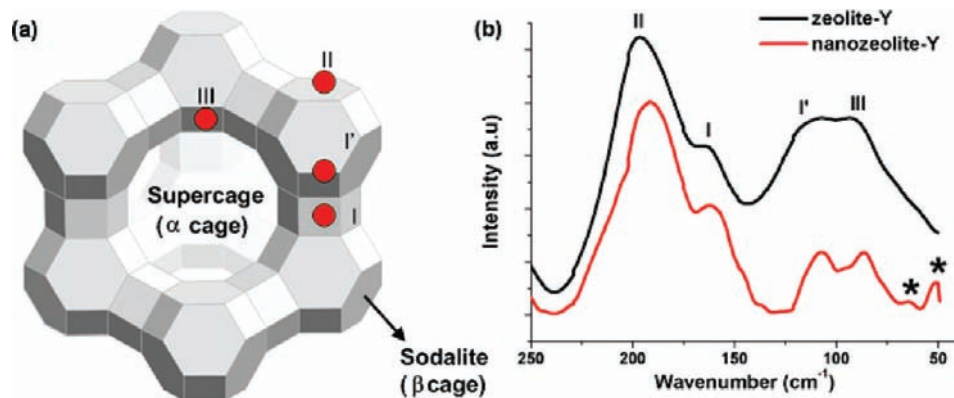 (a)
II
III
I'
I
Supercage
(α cage)
Sodalite
(β cage)
(b)
zeolite-Y
nanozeolite-Y
II
I
I'
III
*
*
Intensity (a.u)
250
200
150
100
50
Wavenumber (cm⁻¹)